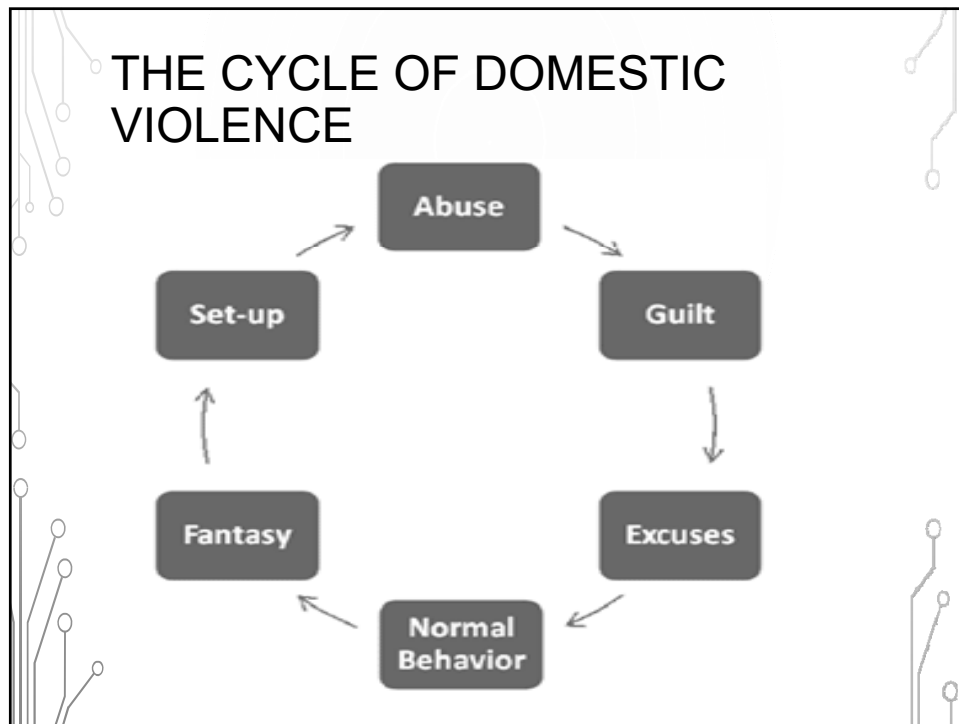 THE CYCLE OF DOMESTIC
VIOLENCE
Abuse
Guilt
Excuses
Normal
Behavior
Fantasy
Set-up